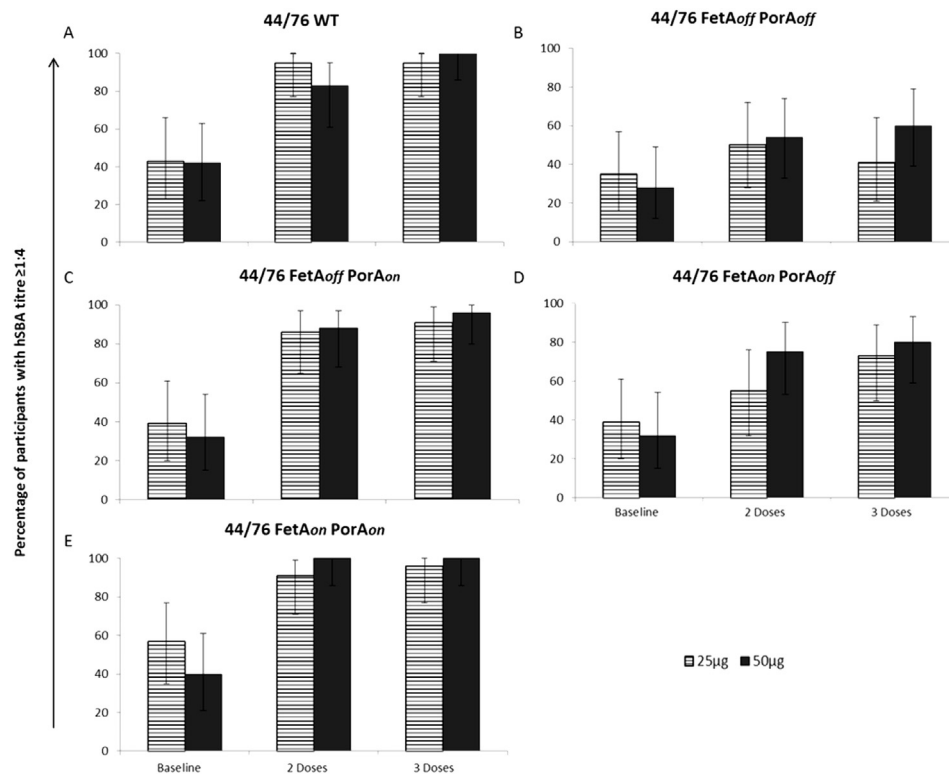 44/76 WT
A
100
80
60
40
20
0
44/76 FetAoff PorAoff
B
100
80
60
40
20
0
44/76 FetAoff PorAon
C
100
80
60
40
20
0
44/76 FetAon PorAoff
D
100
80
60
40
20
0
Baseline 2 Doses 3 Doses
44/76 FetAon PorAon
E
100
80
60
40
20
0
Baseline 2 Doses 3 Doses
Percentage of participants with hSBA titre ≥1:4
25µg 50µg